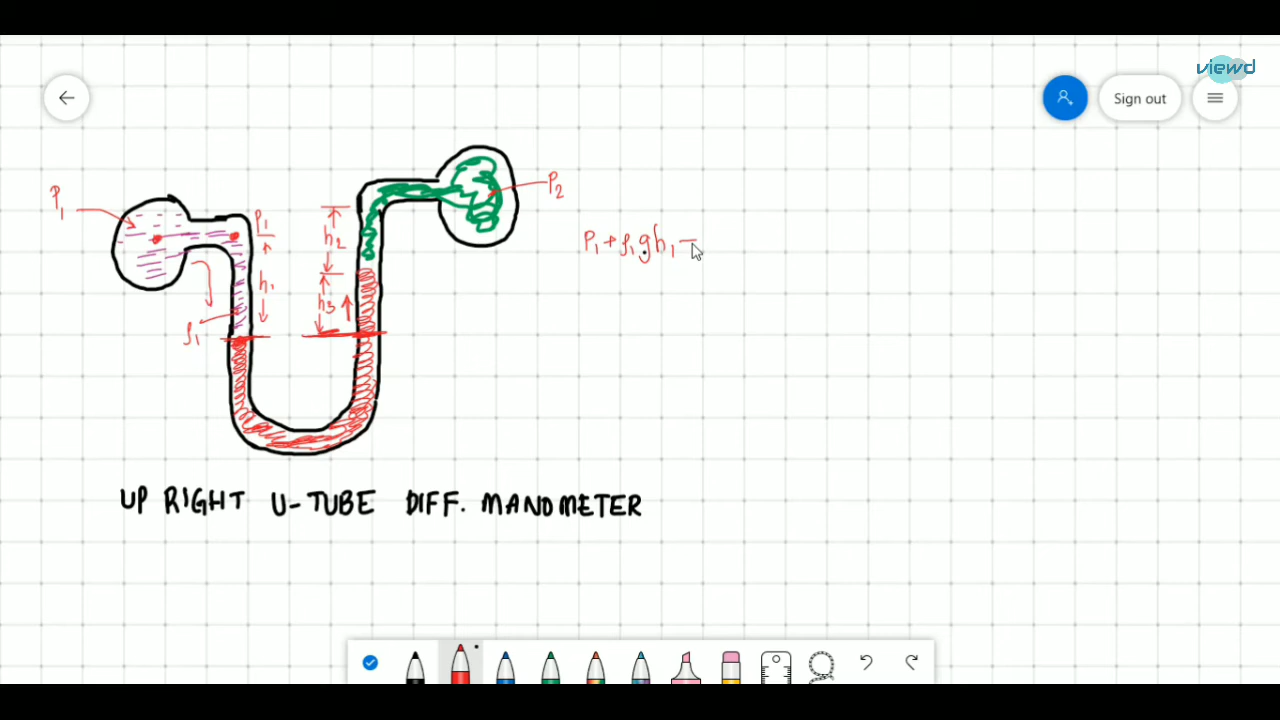 viewd
Sign out
P₁
P₁
h₁
ρ₁
h₂
h₃
P₂
P₁ + ρ₁gh₁ −
UP RIGHT U-TUBE DIFF. MANOMETER